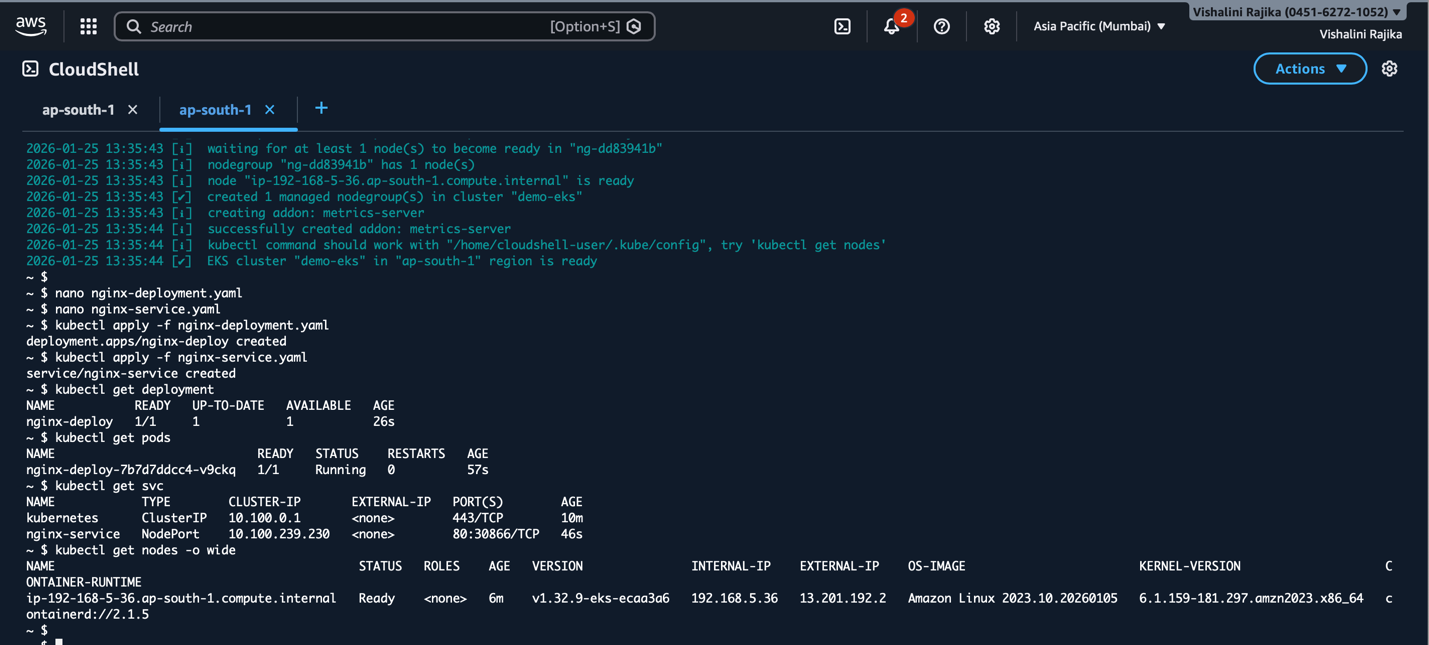 aws
Search [Option+S]
2
Asia Pacific (Mumbai) ▼
Vishalini Rajika (0451-6272-1052) ▼
Vishalini Rajika
CloudShell
Actions ▼
ap-south-1 ×
ap-south-1 ×
+
2026-01-25 13:35:43 [ℹ]  waiting for at least 1 node(s) to become ready in "ng-dd83941b"
2026-01-25 13:35:43 [ℹ]  nodegroup "ng-dd83941b" has 1 node(s)
2026-01-25 13:35:43 [ℹ]  node "ip-192-168-5-36.ap-south-1.compute.internal" is ready
2026-01-25 13:35:43 [✔]  created 1 managed nodegroup(s) in cluster "demo-eks"
2026-01-25 13:35:43 [ℹ]  creating addon: metrics-server
2026-01-25 13:35:44 [ℹ]  successfully created addon: metrics-server
2026-01-25 13:35:44 [ℹ]  kubectl command should work with "/home/cloudshell-user/.kube/config", try 'kubectl get nodes'
2026-01-25 13:35:44 [✔]  EKS cluster "demo-eks" in "ap-south-1" region is ready
~ $
~ $ nano nginx-deployment.yaml
~ $ nano nginx-service.yaml
~ $ kubectl apply -f nginx-deployment.yaml
deployment.apps/nginx-deploy created
~ $ kubectl apply -f nginx-service.yaml
service/nginx-service created
~ $ kubectl get deployment
NAME           READY   UP-TO-DATE   AVAILABLE   AGE
nginx-deploy   1/1     1            1           26s
~ $ kubectl get pods
NAME                            READY   STATUS    RESTARTS   AGE
nginx-deploy-7b7d7ddcc4-v9ckq   1/1     Running   0          57s
~ $ kubectl get svc
NAME            TYPE        CLUSTER-IP       EXTERNAL-IP   PORT(S)        AGE
kubernetes      ClusterIP   10.100.0.1       <none>        443/TCP        10m
nginx-service   NodePort    10.100.239.230   <none>        80:30866/TCP   46s
~ $ kubectl get nodes -o wide
NAME                                          STATUS   ROLES    AGE   VERSION               INTERNAL-IP    EXTERNAL-IP    OS-IMAGE                        KERNEL-VERSION                    C
ONTAINER-RUNTIME
ip-192-168-5-36.ap-south-1.compute.internal   Ready    <none>   6m    v1.32.9-eks-ecaa3a6   192.168.5.36   13.201.192.2   Amazon Linux 2023.10.20260105   6.1.159-181.297.amzn2023.x86_64   c
ontainerd://2.1.5
~ $